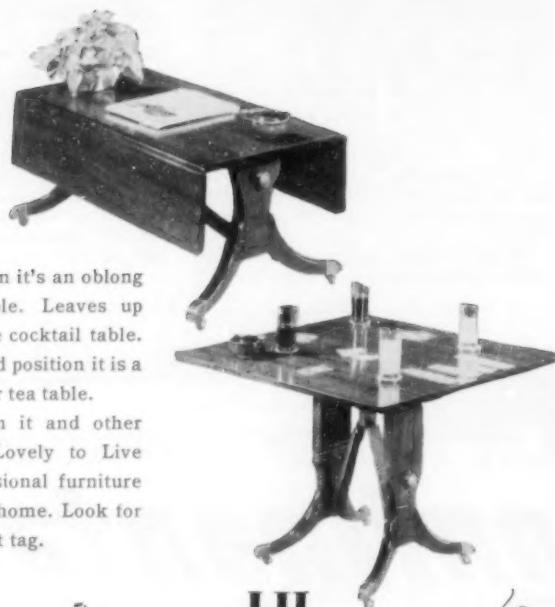 n it's an oblong
ble. Leaves up
e cocktail table.
d position it is a
r tea table.
n it and other
Lovely to Live
sional furniture
home. Look for
t tag.